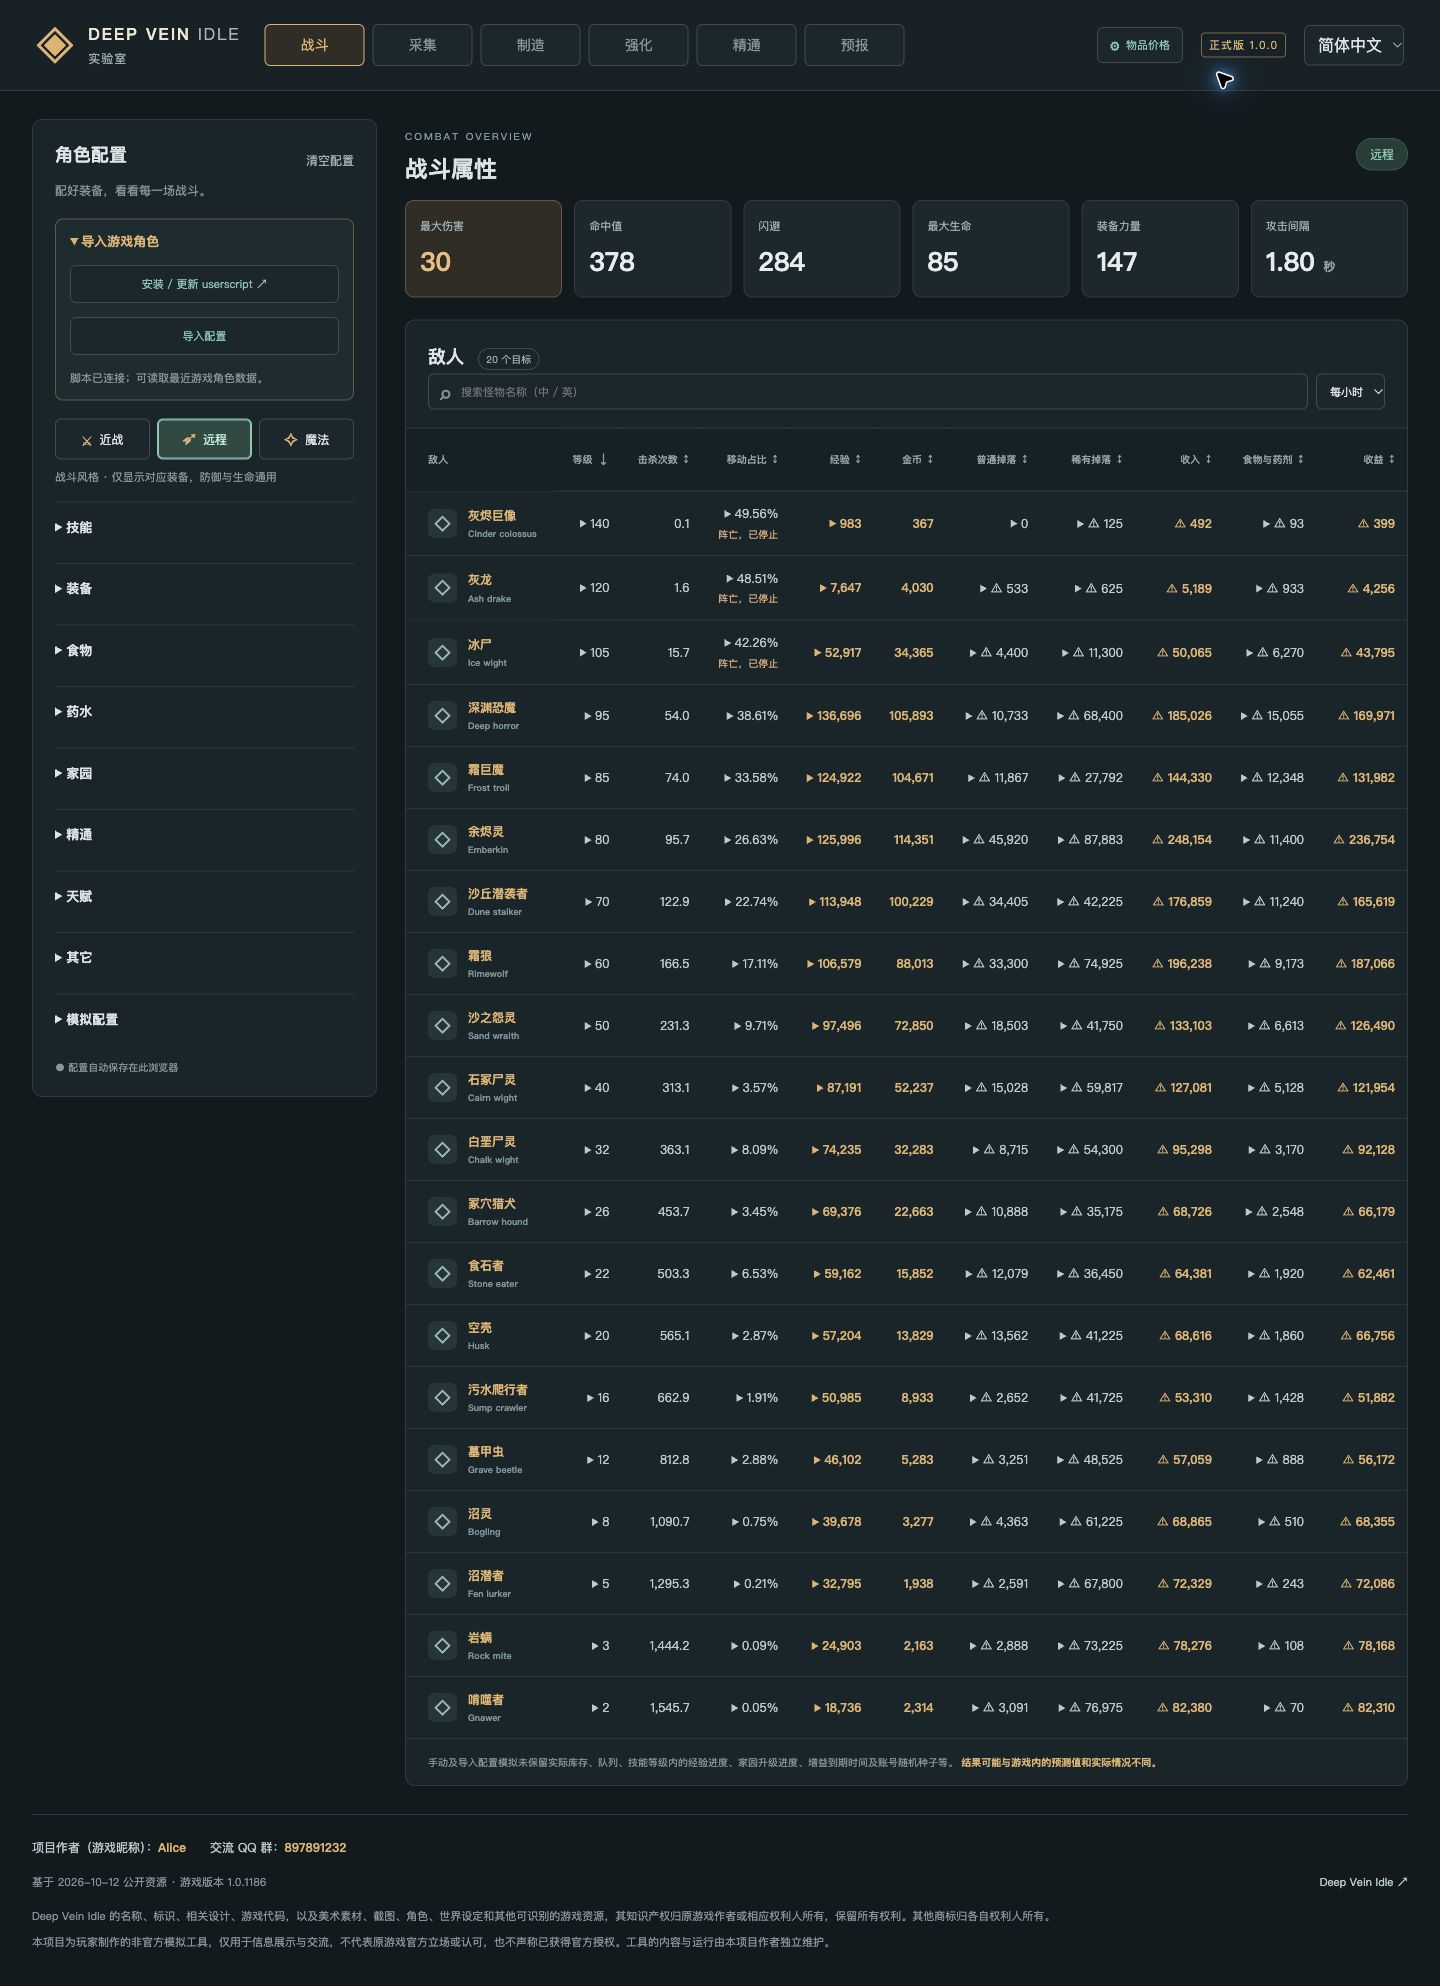 DEEP VEIN IDLE
实验室
战斗 采集 制造 强化 精通 预报
物品价格 正式版 1.0.0 简体中文
角色配置 清空配置
配好装备，看看每一场战斗。
▼导入游戏角色
安装 / 更新 userscript ↗
导入配置
脚本已连接；可读取最近游戏角色数据。
近战 远程 魔法
战斗风格 · 仅显示对应装备，防御与生命通用
▶ 技能
▶ 装备
▶ 食物
▶ 药水
▶ 家园
▶ 精通
▶ 天赋
▶ 其它
▶ 模拟配置
● 配置自动保存在此浏览器
COMBAT OVERVIEW
战斗属性 远程
最大伤害 命中值 闪避 最大生命 装备力量 攻击间隔
30 378 284 85 147 1.80 秒
敌人 20 个目标
搜索怪物名称（中 / 英） 每小时
敌人 等级 ↓ 击杀次数 ↕ 移动占比 ↕ 经验 ↕ 金币 ↕ 普通掉落 ↕ 稀有掉落 ↕ 收入 ↕ 食物与药剂 ↕ 收益 ↕
灰烬巨像 Cinder colossus ▶ 140 0.1 ▶ 49.56% 阵亡，已停止 ▶ 983 367 ▶ 0 ▶ ⚠ 125 ⚠ 492 ▶ ⚠ 93 ⚠ 399
灰龙 Ash drake ▶ 120 1.6 ▶ 48.51% 阵亡，已停止 ▶ 7,647 4,030 ▶ ⚠ 533 ▶ ⚠ 625 ⚠ 5,189 ▶ ⚠ 933 ⚠ 4,256
冰尸 Ice wight ▶ 105 15.7 ▶ 42.26% 阵亡，已停止 ▶ 52,917 34,365 ▶ ⚠ 4,400 ▶ ⚠ 11,300 ⚠ 50,065 ▶ ⚠ 6,270 ⚠ 43,795
深渊恐魔 Deep horror ▶ 95 54.0 ▶ 38.61% ▶ 136,696 105,893 ▶ ⚠ 10,733 ▶ ⚠ 68,400 ⚠ 185,026 ▶ ⚠ 15,055 ⚠ 169,971
霜巨魔 Frost troll ▶ 85 74.0 ▶ 33.58% ▶ 124,922 104,671 ▶ ⚠ 11,867 ▶ ⚠ 27,792 ⚠ 144,330 ▶ ⚠ 12,348 ⚠ 131,982
余烬灵 Emberkin ▶ 80 95.7 ▶ 26.63% ▶ 125,996 114,351 ▶ ⚠ 45,920 ▶ ⚠ 87,883 ⚠ 248,154 ▶ ⚠ 11,400 ⚠ 236,754
沙丘潜袭者 Dune stalker ▶ 70 122.9 ▶ 22.74% ▶ 113,948 100,229 ▶ ⚠ 34,405 ▶ ⚠ 42,225 ⚠ 176,859 ▶ ⚠ 11,240 ⚠ 165,619
霜狼 Rimewolf ▶ 60 166.5 ▶ 17.11% ▶ 106,579 88,013 ▶ ⚠ 33,300 ▶ ⚠ 74,925 ⚠ 196,238 ▶ ⚠ 9,173 ⚠ 187,066
沙之怨灵 Sand wraith ▶ 50 231.3 ▶ 9.71% ▶ 97,496 72,850 ▶ ⚠ 18,503 ▶ ⚠ 41,750 ⚠ 133,103 ▶ ⚠ 6,613 ⚠ 126,490
石冢尸灵 Cairn wight ▶ 40 313.1 ▶ 3.57% ▶ 87,191 52,237 ▶ ⚠ 15,028 ▶ ⚠ 59,817 ⚠ 127,081 ▶ ⚠ 5,128 ⚠ 121,954
白垩尸灵 Chalk wight ▶ 32 363.1 ▶ 8.09% ▶ 74,235 32,283 ▶ ⚠ 8,715 ▶ ⚠ 54,300 ⚠ 95,298 ▶ ⚠ 3,170 ⚠ 92,128
冢穴猎犬 Barrow hound ▶ 26 453.7 ▶ 3.45% ▶ 69,376 22,663 ▶ ⚠ 10,888 ▶ ⚠ 35,175 ⚠ 68,726 ▶ ⚠ 2,548 ⚠ 66,179
食石者 Stone eater ▶ 22 503.3 ▶ 6.53% ▶ 59,162 15,852 ▶ ⚠ 12,079 ▶ ⚠ 36,450 ⚠ 64,381 ▶ ⚠ 1,920 ⚠ 62,461
空壳 Husk ▶ 20 565.1 ▶ 2.87% ▶ 57,204 13,829 ▶ ⚠ 13,562 ▶ ⚠ 41,225 ⚠ 68,616 ▶ ⚠ 1,860 ⚠ 66,756
污水爬行者 Sump crawler ▶ 16 662.9 ▶ 1.91% ▶ 50,985 8,933 ▶ ⚠ 2,652 ▶ ⚠ 41,725 ⚠ 53,310 ▶ ⚠ 1,428 ⚠ 51,882
墓甲虫 Grave beetle ▶ 12 812.8 ▶ 2.88% ▶ 46,102 5,283 ▶ ⚠ 3,251 ▶ ⚠ 48,525 ⚠ 57,059 ▶ ⚠ 888 ⚠ 56,172
沼灵 Bogling ▶ 8 1,090.7 ▶ 0.75% ▶ 39,678 3,277 ▶ ⚠ 4,363 ▶ ⚠ 61,225 ⚠ 68,865 ▶ ⚠ 510 ⚠ 68,355
沼潜者 Fen lurker ▶ 5 1,295.3 ▶ 0.21% ▶ 32,795 1,938 ▶ ⚠ 2,591 ▶ ⚠ 67,800 ⚠ 72,329 ▶ ⚠ 243 ⚠ 72,086
岩螨 Rock mite ▶ 3 1,444.2 ▶ 0.09% ▶ 24,903 2,163 ▶ ⚠ 2,888 ▶ ⚠ 73,225 ⚠ 78,276 ▶ ⚠ 108 ⚠ 78,168
啃噬者 Gnawer ▶ 2 1,545.7 ▶ 0.05% ▶ 18,736 2,314 ▶ ⚠ 3,091 ▶ ⚠ 76,975 ⚠ 82,380 ▶ ⚠ 70 ⚠ 82,310
手动及导入配置模拟未保留实际库存、队列、技能等级内的经验进度、家园升级进度、增益到期时间及账号随机种子等。 结果可能与游戏内的预测值和实际情况不同。
项目作者（游戏昵称）：Alice 交流 QQ 群：897891232
基于 2026-10-12 公开资源 · 游戏版本 1.0.1186 Deep Vein Idle ↗
Deep Vein Idle 的名称、标识、相关设计、游戏代码，以及美术素材、截图、角色、世界设定和其他可识别的游戏资源，其知识产权归原游戏作者或相应权利人所有，保留所有权利。其他商标归各自权利人所有。
本项目为玩家制作的非官方模拟工具，仅用于信息展示与交流，不代表原游戏官方立场或认可，也不声称已获得官方授权。工具的内容与运行由本项目作者独立维护。